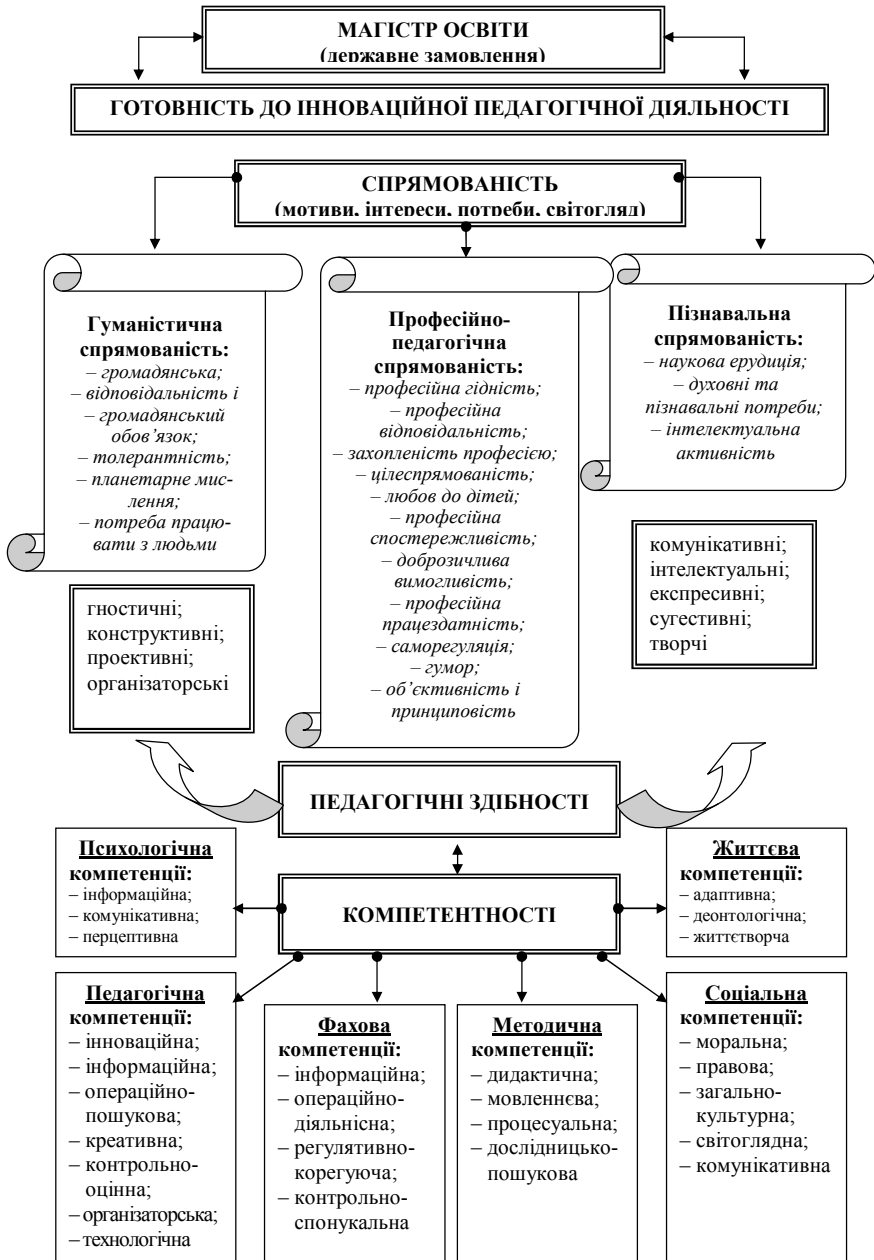 МАГІСТР ОСВІТИ
(державне замовлення)
ГОТОВНІСТЬ ДО ІННОВАЦІЙНОЇ ПЕДАГОГІЧНОЇ ДІЯЛЬНОСТІ
СПРЯМОВАНІСТЬ
(мотиви, інтереси, потреби, світогляд)
Гуманістична
спрямованість:
– громадянська;
– відповідальність і
– громадянський
обов’язок;
– толерантність;
– планетарне мис-
лення;
– потреба працю-
вати з людьми
Професійно-
педагогічна
спрямованість:
– професійна гідність;
– професійна
відповідальність;
– захопленість професією;
– цілеспрямованість;
– любов до дітей;
– професійна
спостережливість;
– доброзичлива
вимогливість;
– професійна
працездатність;
– саморегуляція;
– гумор;
– об’єктивність і
принциповість
Пізнавальна
спрямованість:
– наукова ерудиція;
– духовні та
пізнавальні потреби;
– інтелектуальна
активність
гностичні;
конструктивні;
проективні;
організаторські
комунікативні;
інтелектуальні;
експресивні;
сугестивні;
творчі
ПЕДАГОГІЧНІ ЗДІБНОСТІ
Психологічна
компетенції:
– інформаційна;
– комунікативна;
– перцептивна
КОМПЕТЕНТНОСТІ
Життєва
компетенції:
– адаптивна;
– деонтологічна;
– життєтворча
Педагогічна
компетенції:
– інноваційна;
– інформаційна;
– операційно-
пошукова;
– креативна;
– контрольно-
оцінна;
– організаторська;
– технологічна
Фахова
компетенції:
– інформаційна;
– операційно-
діяльнісна;
– регулятивно-
корегуюча;
– контрольно-
спонукальна
Методична
компетенції:
– дидактична;
– мовленнєва;
– процесуальна;
– дослідницько-
пошукова
Соціальна
компетенції:
– моральна;
– правова;
– загально-
культурна;
– світоглядна;
– комунікативна